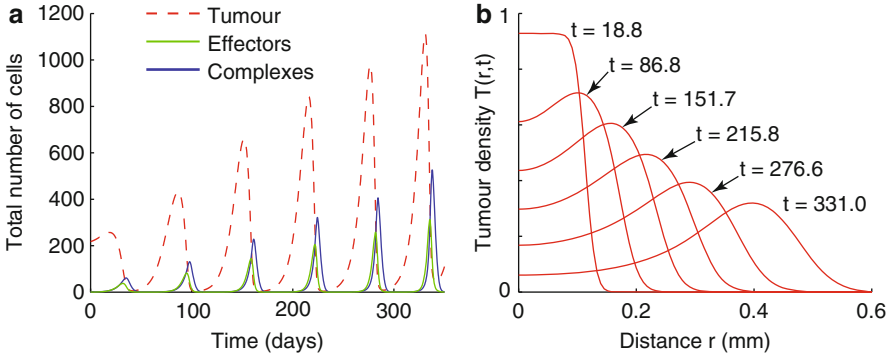 a
Total number of cells
1200
1000
800
600
400
200
0
Tumour
Effectors
Complexes
0
100
200
300
Time (days)
b
Tumour density T(r,t)
1
0
t = 18.8
t = 86.8
t = 151.7
t = 215.8
t = 276.6
t = 331.0
0
0.2
0.4
0.6
Distance r (mm)